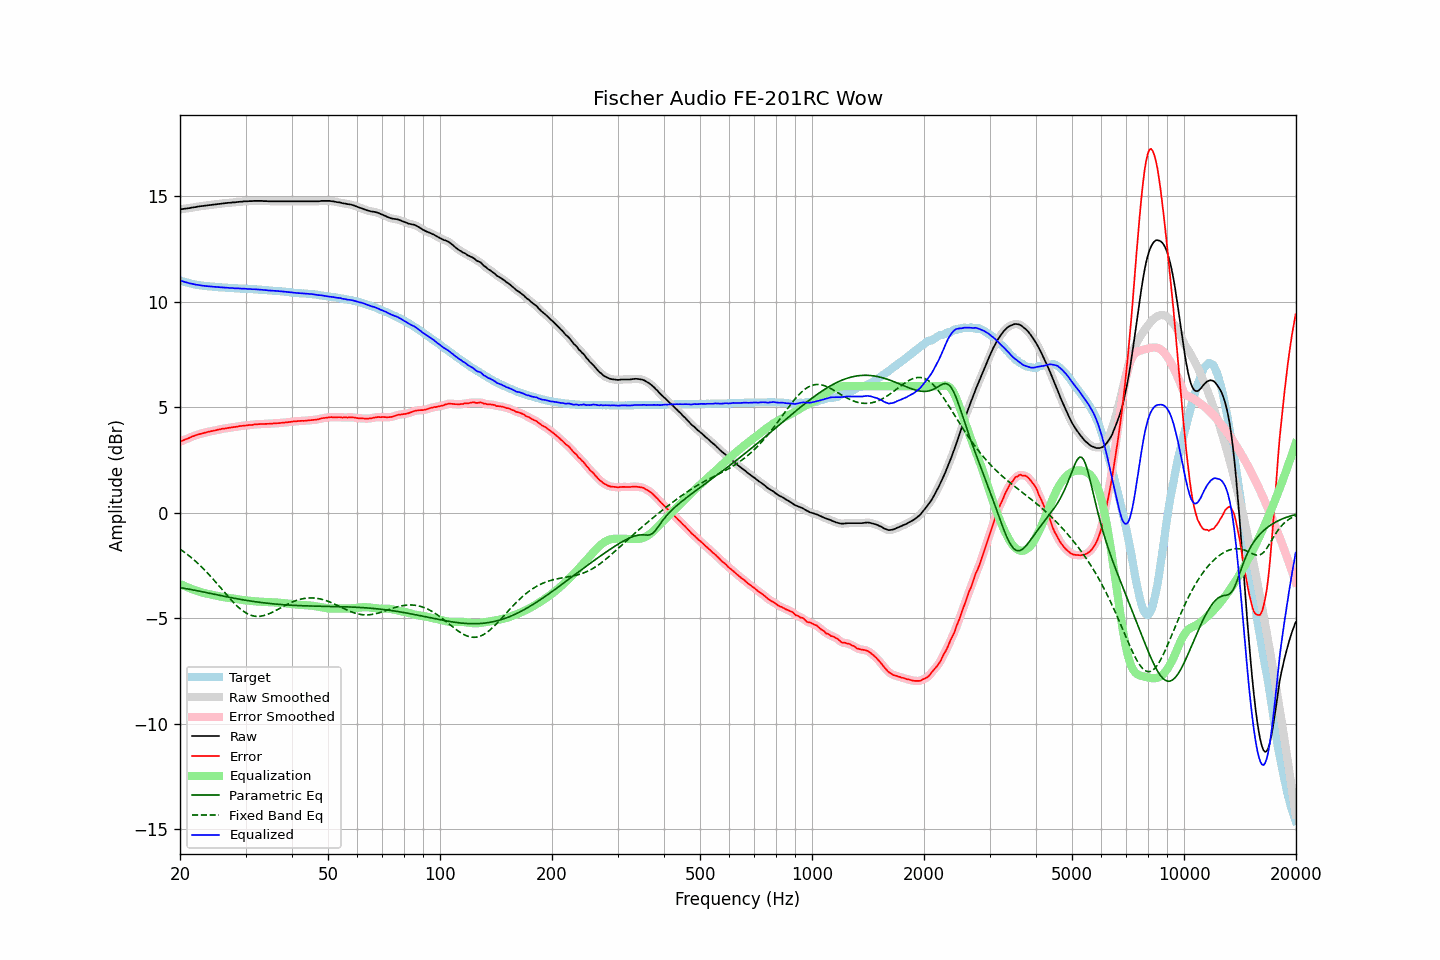 Fischer Audio FE-201RC Wow
Amplitude (dBr)
15
10
5
0
−5
−10
−15
Target
Raw Smoothed
Error Smoothed
Raw
Error
Equalization
Parametric Eq
Fixed Band Eq
Equalized
20 50 100 200 500 1000 2000 5000 10000 20000
Frequency (Hz)